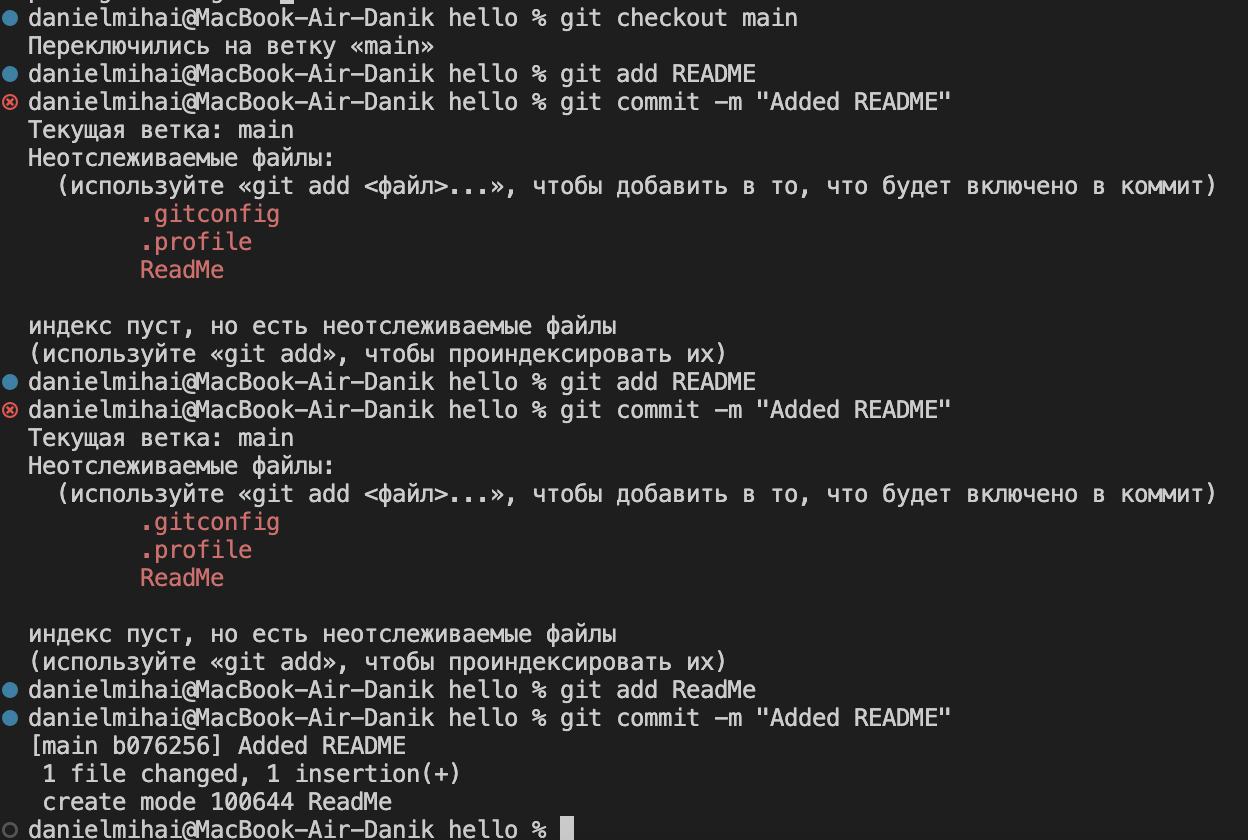 danielmihai@MacBook-Air-Danik hello % git checkout main
Переключились на ветку «main»
danielmihai@MacBook-Air-Danik hello % git add README
danielmihai@MacBook-Air-Danik hello % git commit -m "Added README"
Текущая ветка: main
Неотслеживаемые файлы:
  (используйте «git add <файл>...», чтобы добавить в то, что будет включено в коммит)
        .gitconfig
        .profile
        ReadMe
индекс пуст, но есть неотслеживаемые файлы
(используйте «git add», чтобы проиндексировать их)
danielmihai@MacBook-Air-Danik hello % git add README
danielmihai@MacBook-Air-Danik hello % git commit -m "Added README"
Текущая ветка: main
Неотслеживаемые файлы:
  (используйте «git add <файл>...», чтобы добавить в то, что будет включено в коммит)
        .gitconfig
        .profile
        ReadMe
индекс пуст, но есть неотслеживаемые файлы
(используйте «git add», чтобы проиндексировать их)
danielmihai@MacBook-Air-Danik hello % git add ReadMe
danielmihai@MacBook-Air-Danik hello % git commit -m "Added README"
[main b076256] Added README
 1 file changed, 1 insertion(+)
 create mode 100644 ReadMe
danielmihai@MacBook-Air-Danik hello %